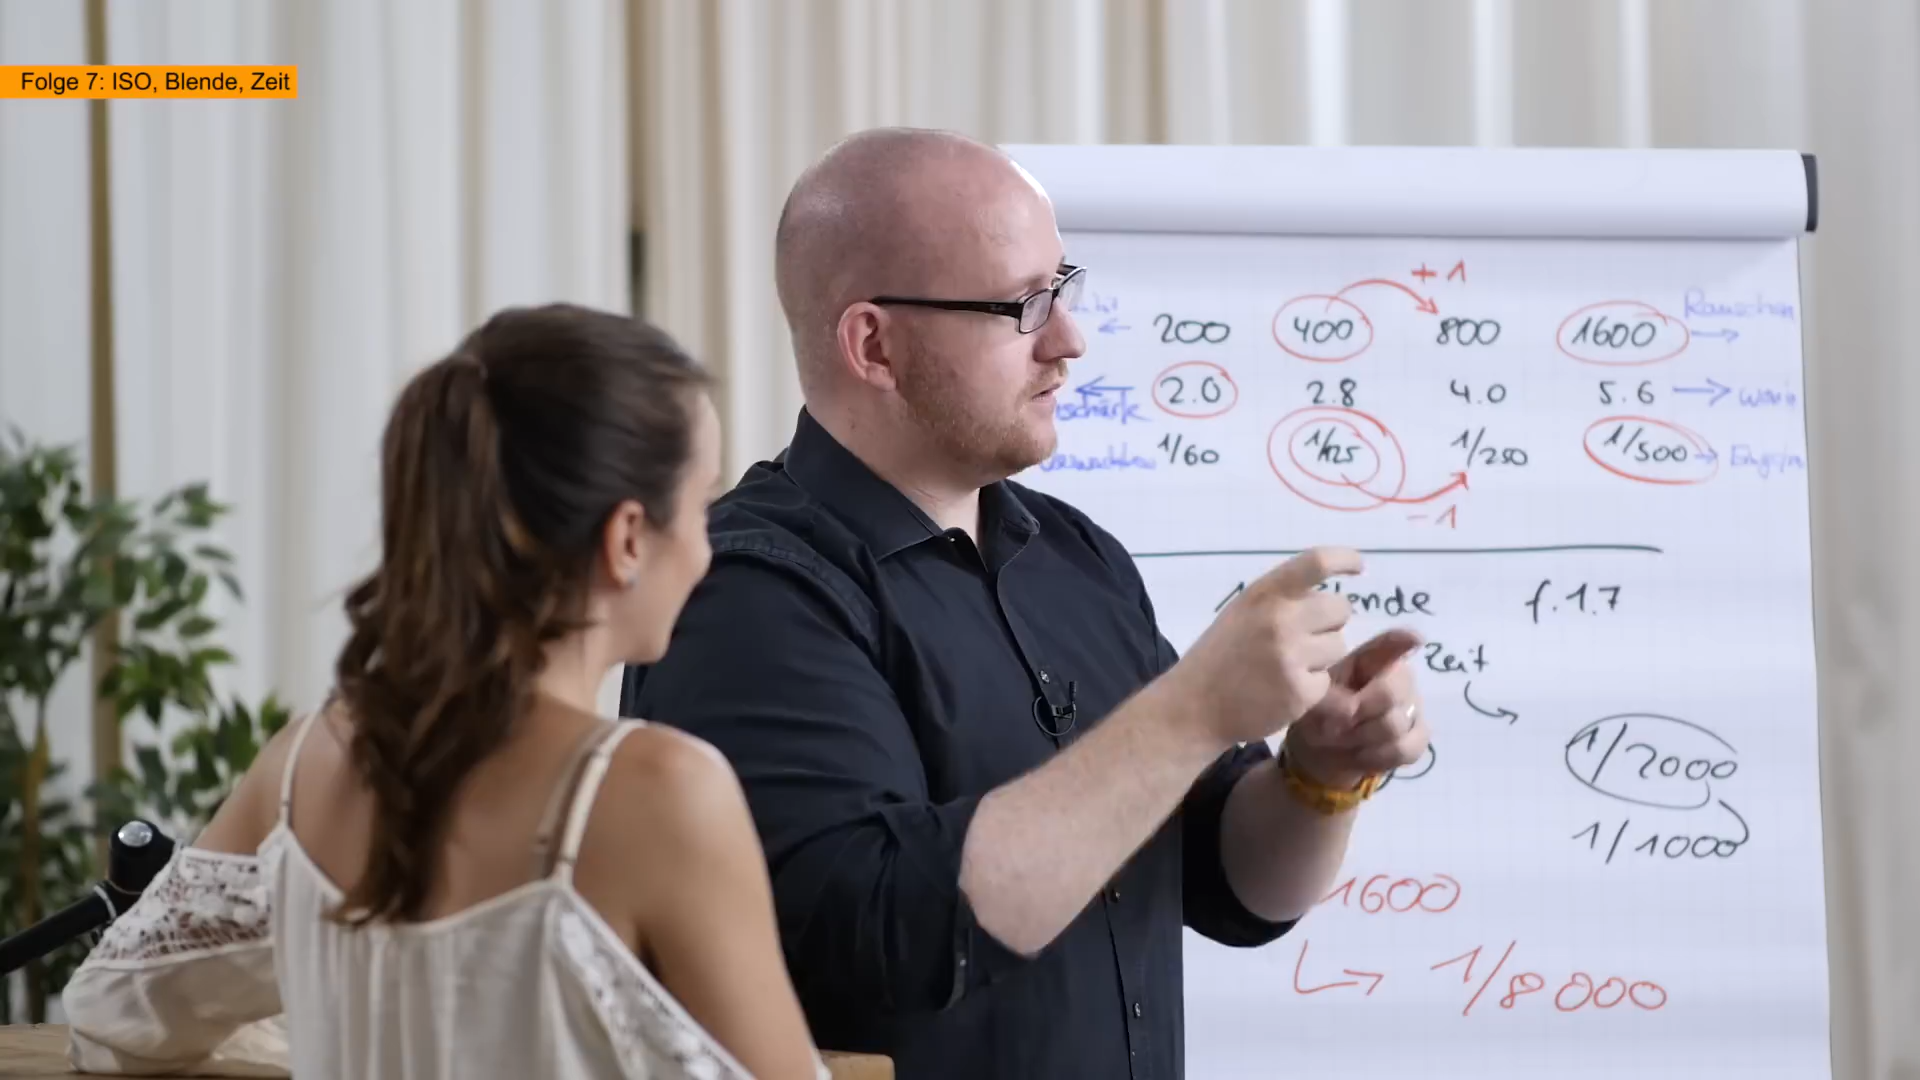 Folge 7: ISO, Blende, Zeit
+1
200 400 800 1600 Rauschen
2.0 2.8 4.0 5.6
1/60 1/125 1/250 1/500
-1
f.1.7
Zeit
1/2000
1/1000
1600
1/8000